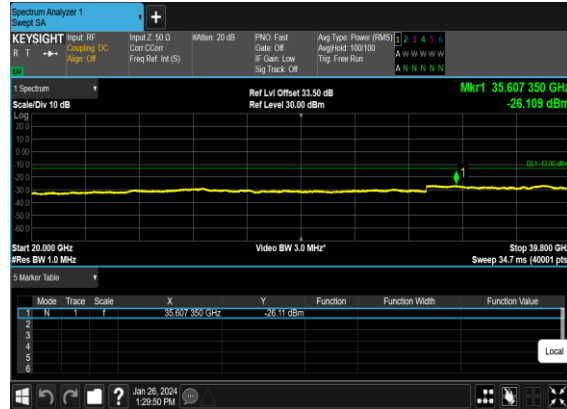 Spectrum Analyzer 1
Swept SA
+
KEYSIGHT Input: RF Input Z: 50 Ω #Atten: 20 dB PNO: Fast Avg Type: Power (RMS) 1 2 3 4 5 6
R T Coupling: DC Corr CCorr Gate: Off Avg|Hold: 100/100 A W W W W W
Align: Off Freq Ref: Int (S) IF Gain: Low Trig: Free Run
Sig Track: Off A N N N N N
1 Spectrum Ref Lvl Offset 33.50 dB Mkr1 35.607 350 GHz
Scale/Div 10 dB Ref Level 30.00 dBm -26.109 dBm
Log
20.0
10.0
0.00
-10.0 DL1 -13.00 dBm
1
-20.0
-30.0
-40.0
-50.0
-60.0
Start 20.000 GHz Video BW 3.0 MHz* Stop 39.800 GHz
#Res BW 1.0 MHz Sweep 34.7 ms (40001 pts)
5 Marker Table
Mode Trace Scale X Y Function Function Width Function Value
1 N 1 f 35.607 350 GHz -26.11 dBm
2
3
4
5
6
Local
? Jan 26, 2024
1:29:50 PM